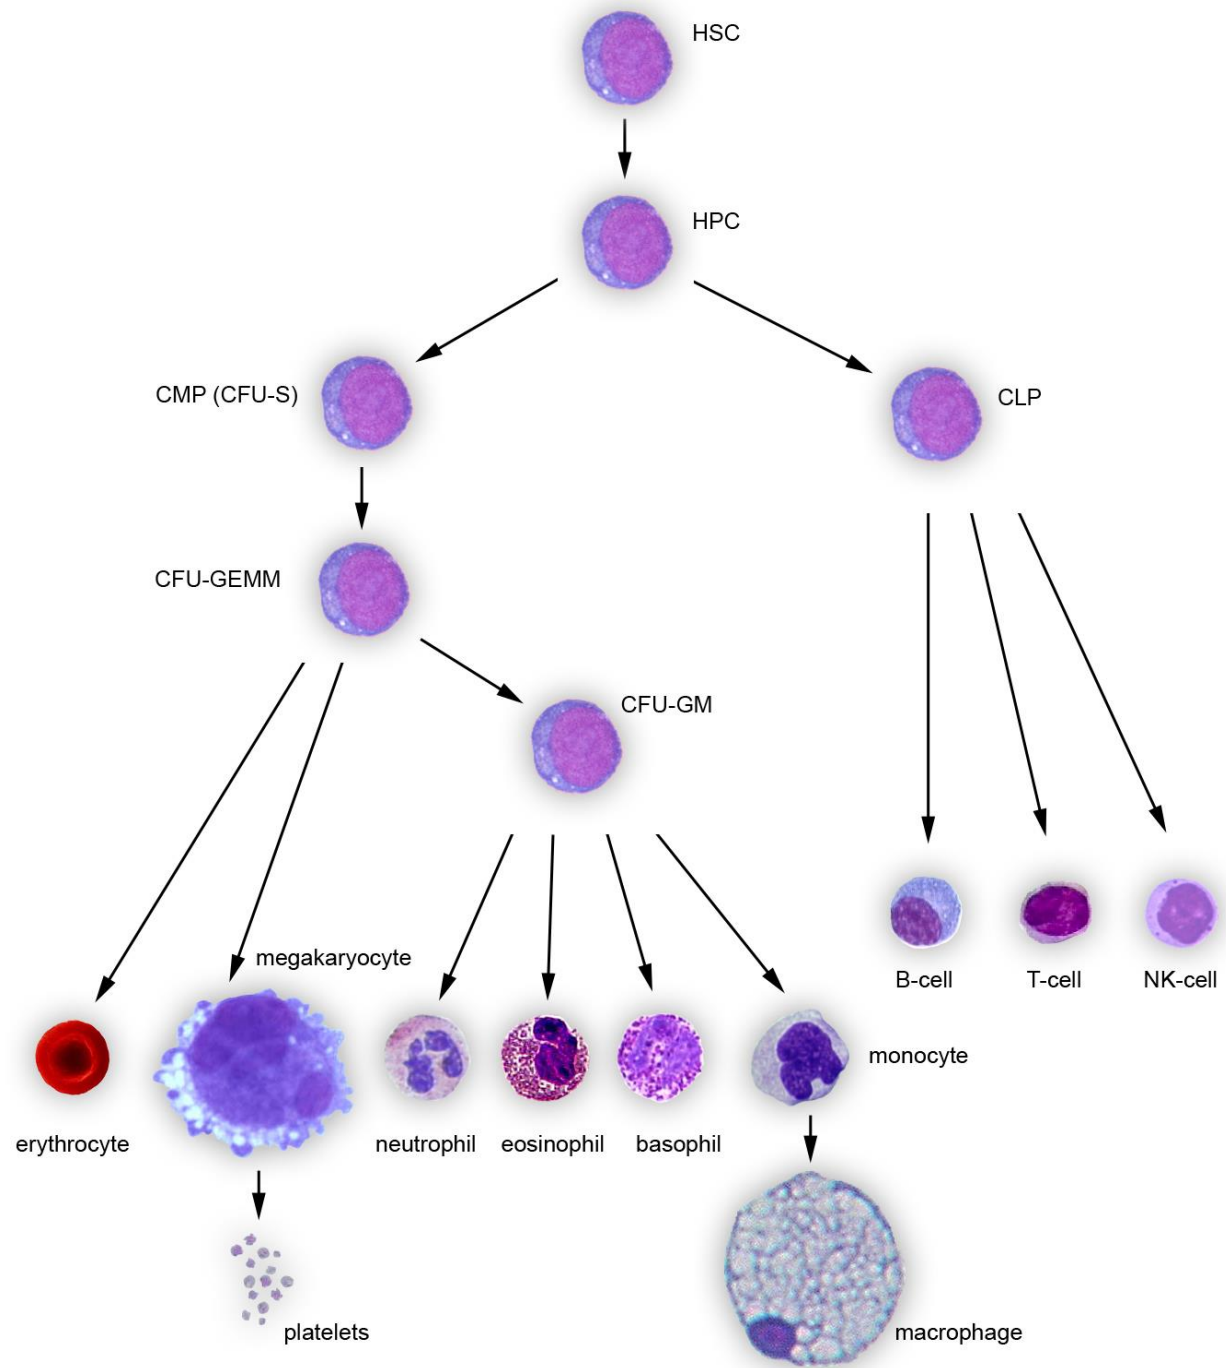 HSC
HPC
CMP (CFU-S)
CLP
CFU-GEMM
CFU-GM
megakaryocyte
B-cell
T-cell
NK-cell
monocyte
erythrocyte
neutrophil
eosinophil
basophil
platelets
macrophage